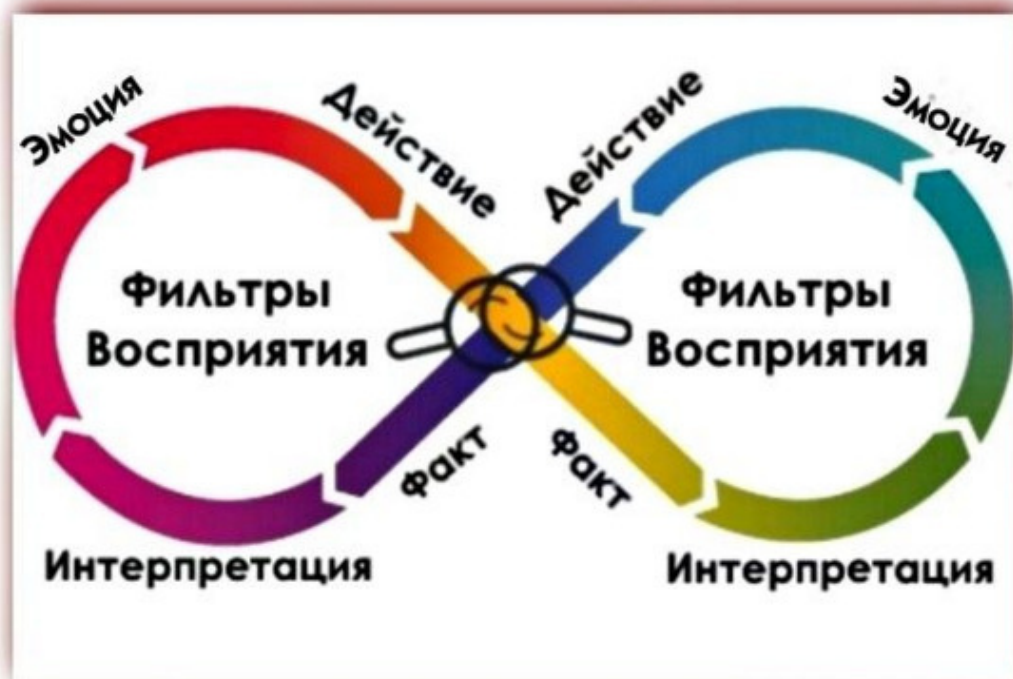 Эмоция
Действие
Действие
Эмоция
Фильтры
Восприятия
Фильтры
Восприятия
Факт
Факт
Интерпретация
Интерпретация